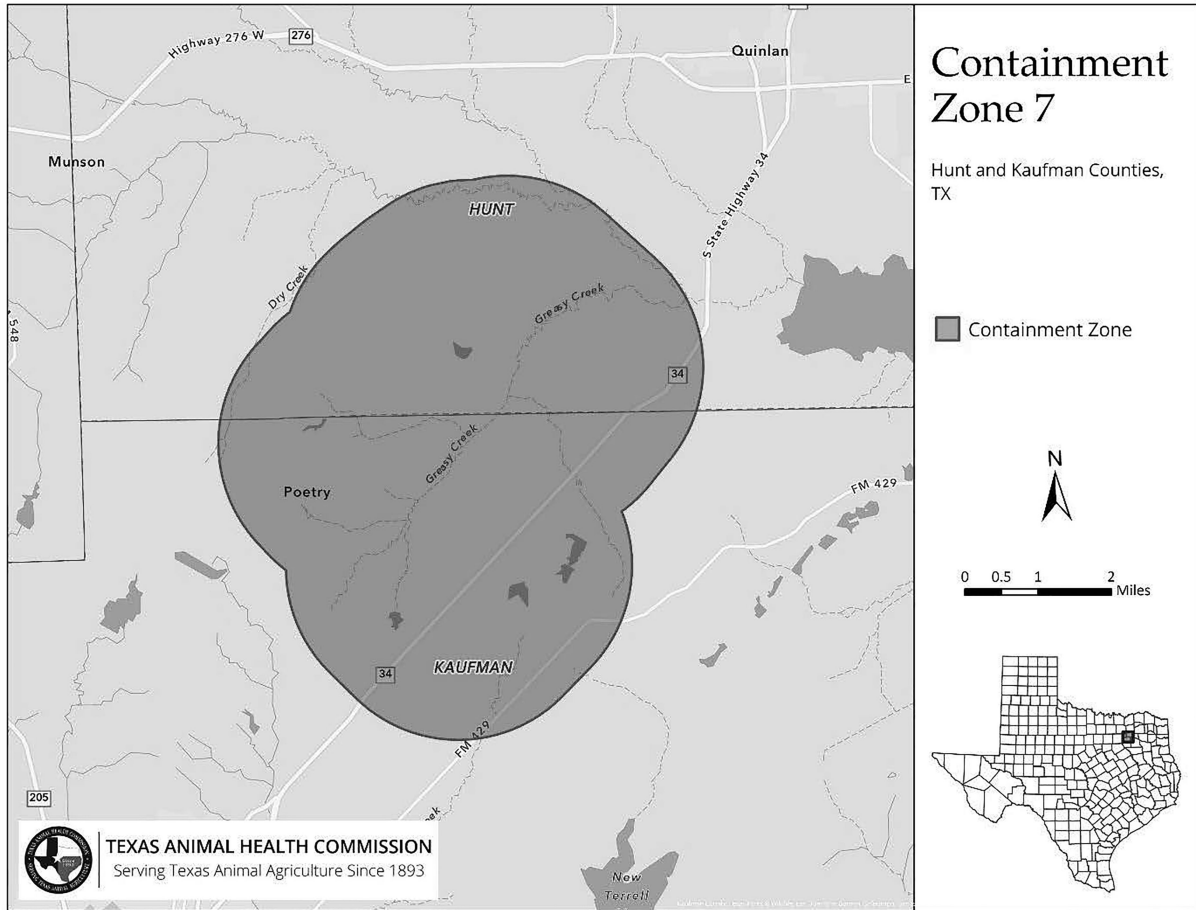 Highway 276 W
276
Quinlan
E
Munson
S State Highway 34
HUNT
Dry Creek
Greasy Creek
548
34
Greasy Creek
Poetry
FM 429
KAUFMAN
34
FM 429
205
New
Terrell
TEXAS ANIMAL HEALTH COMMISSION
Serving Texas Animal Agriculture Since 1893
Containment
Zone 7
Hunt and Kaufman Counties,
TX
Containment Zone
N
0 0.5 1 2
Miles